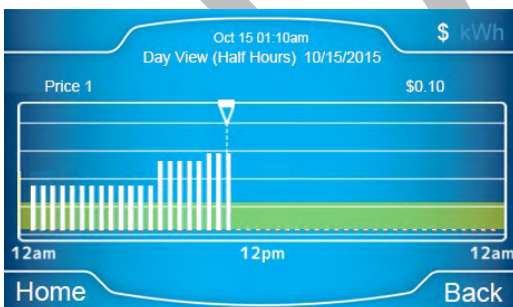 Oct 15 01:10am
$ kWh
Day View (Half Hours) 10/15/2015
Price 1
$0.10
12am
12pm
12am
Home
Back